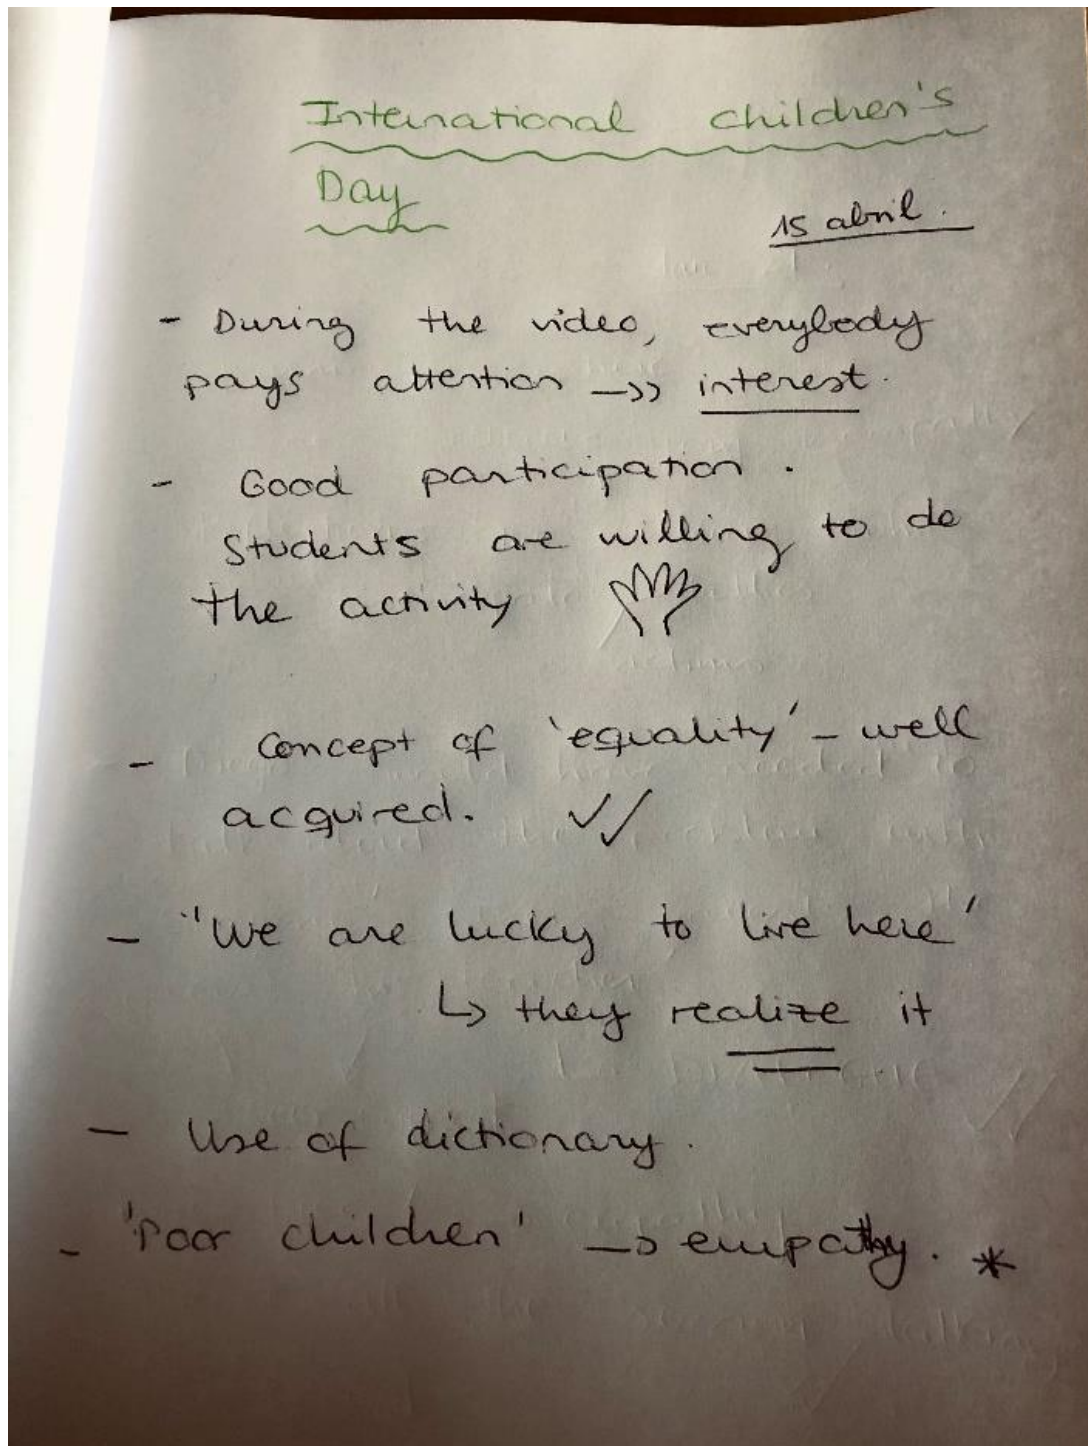 International children's
Day
15 abril.
- During the video, everybody
pays attention →» interest.
- Good participation.
Students are willing to do
the activity
- Concept of 'equality' - well
acquired. ✓✓
- "We are lucky to live here'
↳ they realize it
- Use of dictionary.
- 'Poor children' → empathy. *